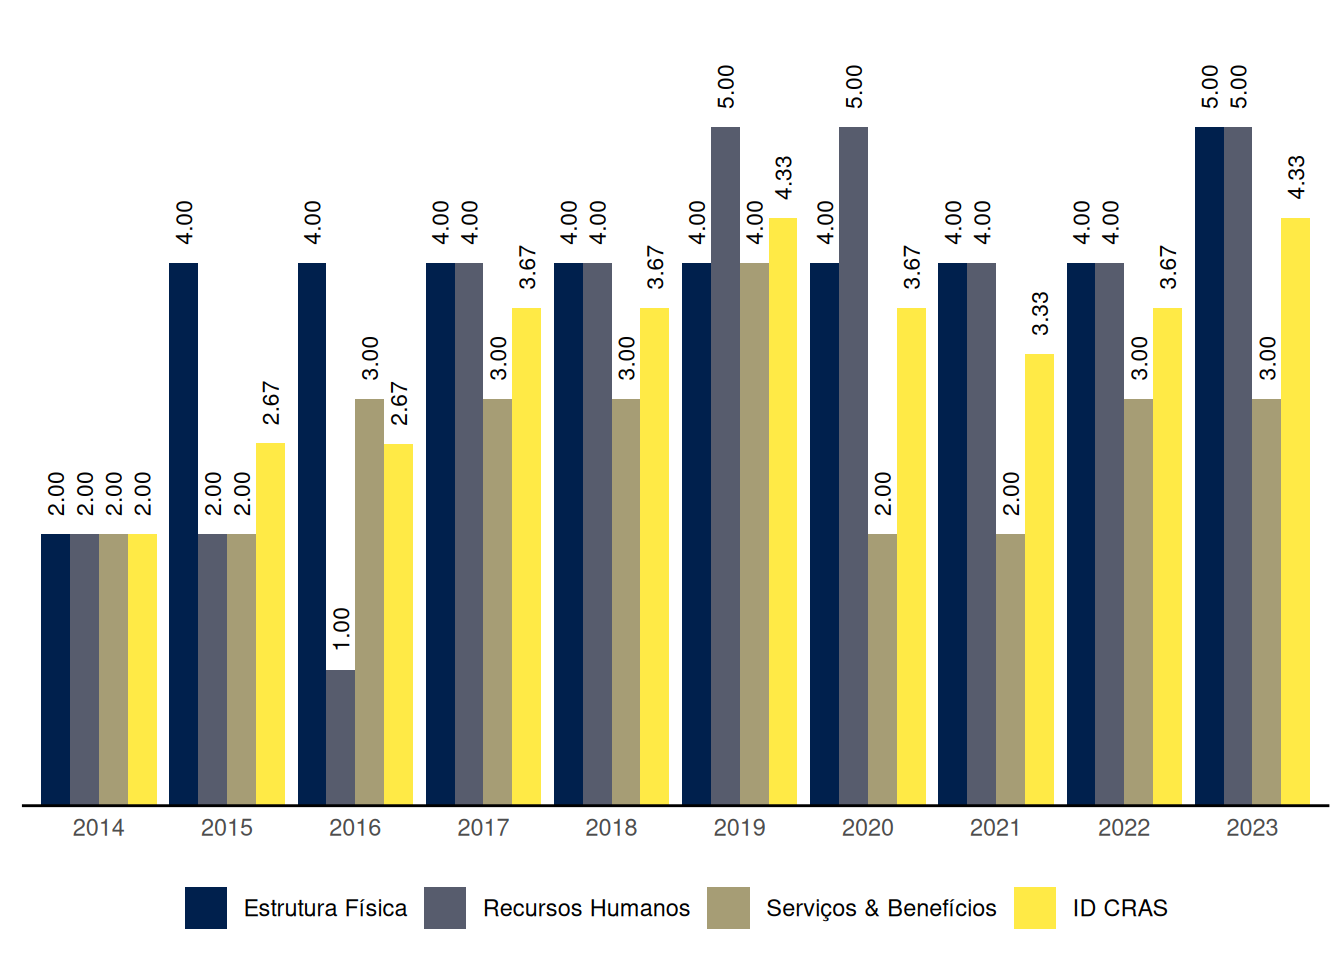 5.00 5.00 5.00 5.00
4.33 4.33
4.00 4.00 4.00 4.00 4.00 4.00 4.00 4.00 4.00 4.00 4.00 4.00 4.00
3.67 3.67 3.67 3.67
3.33
3.00 3.00 3.00 3.00 3.00
2.67 2.67
2.00 2.00 2.00 2.00 2.00 2.00 2.00 2.00
1.00
2014 2015 2016 2017 2018 2019 2020 2021 2022 2023
Estrutura Física Recursos Humanos Serviços & Benefícios ID CRAS